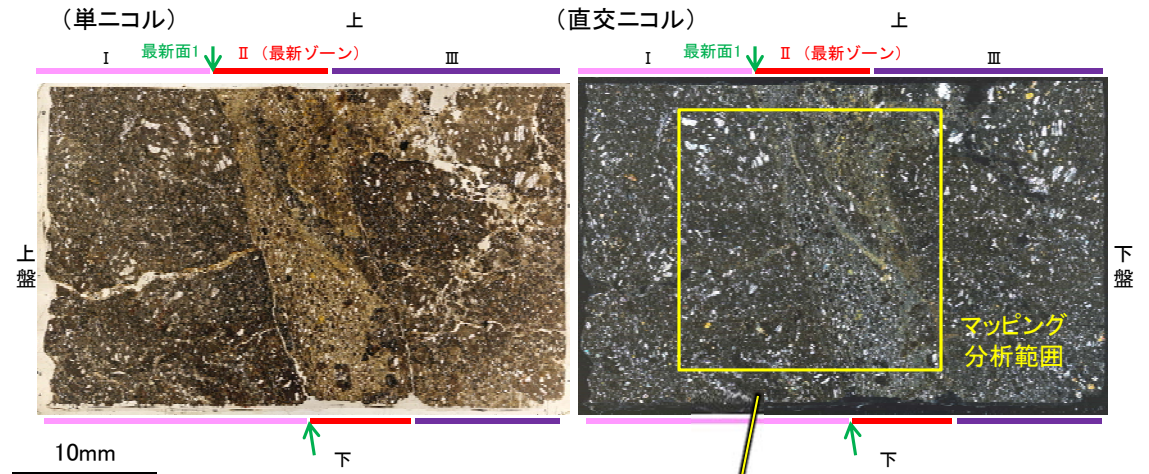 （単ニコル）
上
（直交ニコル）
上
Ⅰ
最新面1
Ⅱ（最新ゾーン）
Ⅲ
Ⅰ
最新面1
Ⅱ（最新ゾーン）
Ⅲ
上盤
下盤
マッピング
分析範囲
10mm
下
下